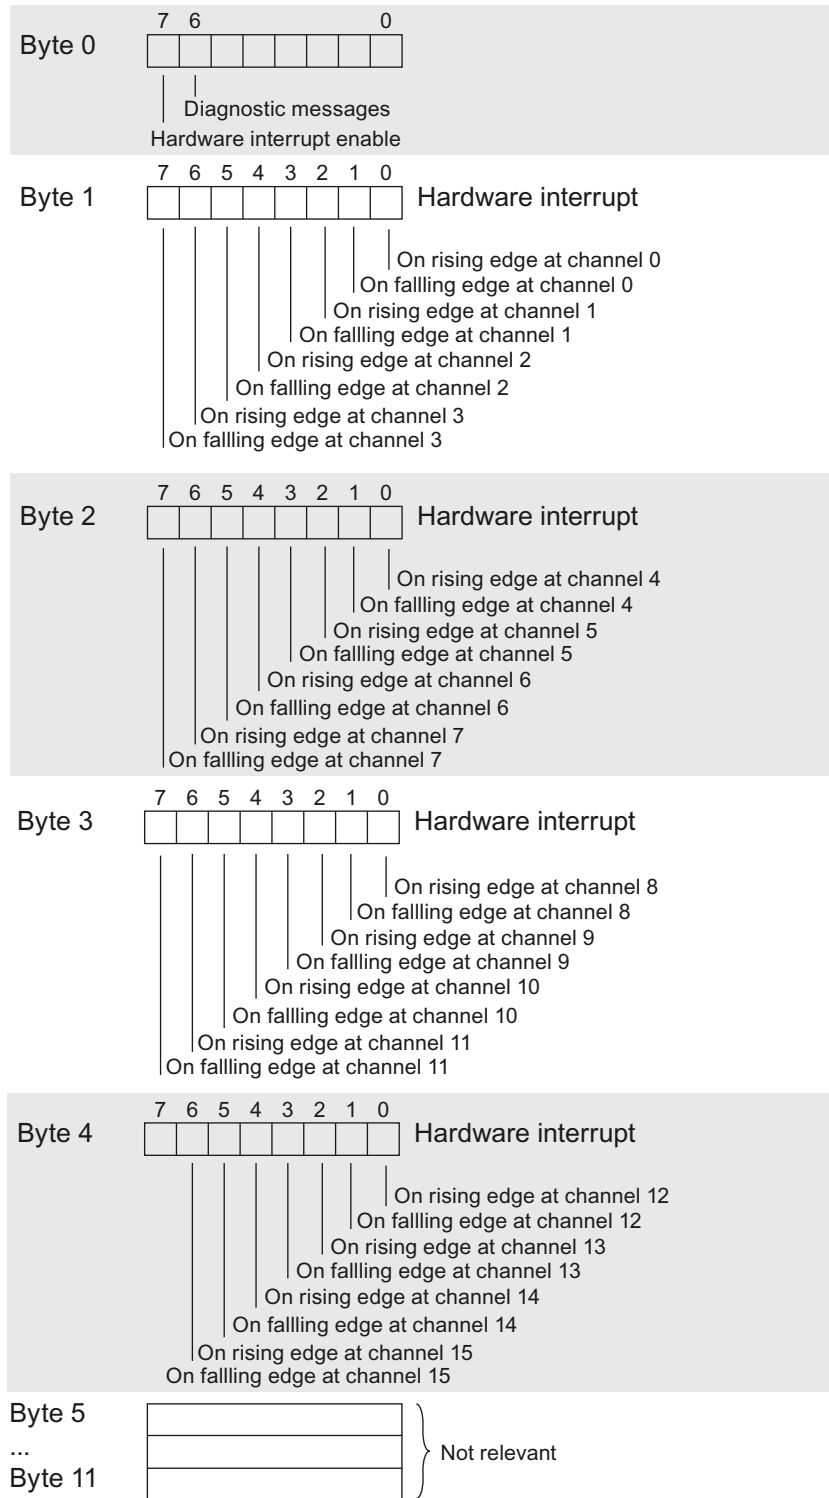 7 6 0
Byte 0
Diagnostic messages
Hardware interrupt enable
7 6 5 4 3 2 1 0
Byte 1 Hardware interrupt
On rising edge at channel 0
On fallling edge at channel 0
On rising edge at channel 1
On fallling edge at channel 1
On rising edge at channel 2
On fallling edge at channel 2
On rising edge at channel 3
On fallling edge at channel 3
7 6 5 4 3 2 1 0
Byte 2 Hardware interrupt
On rising edge at channel 4
On fallling edge at channel 4
On rising edge at channel 5
On fallling edge at channel 5
On rising edge at channel 6
On fallling edge at channel 6
On rising edge at channel 7
On fallling edge at channel 7
7 6 5 4 3 2 1 0
Byte 3 Hardware interrupt
On rising edge at channel 8
On fallling edge at channel 8
On rising edge at channel 9
On fallling edge at channel 9
On rising edge at channel 10
On fallling edge at channel 10
On rising edge at channel 11
On fallling edge at channel 11
7 6 5 4 3 2 1 0
Byte 4 Hardware interrupt
On rising edge at channel 12
On fallling edge at channel 12
On rising edge at channel 13
On fallling edge at channel 13
On rising edge at channel 14
On fallling edge at channel 14
On rising edge at channel 15
On fallling edge at channel 15
Byte 5
... Not relevant
Byte 11